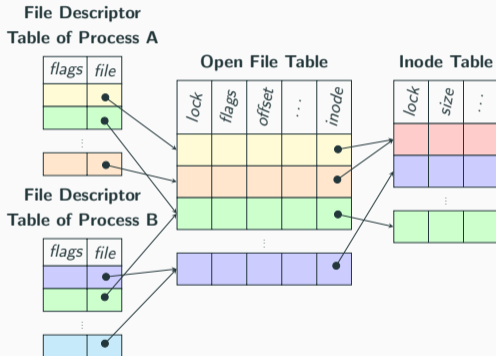 File Descriptor
Table of Process A
flags file
⋮
File Descriptor
Table of Process B
flags file
⋮
Open File Table
lock flags offset ... inode
⋮
Inode Table
lock size ...
⋮